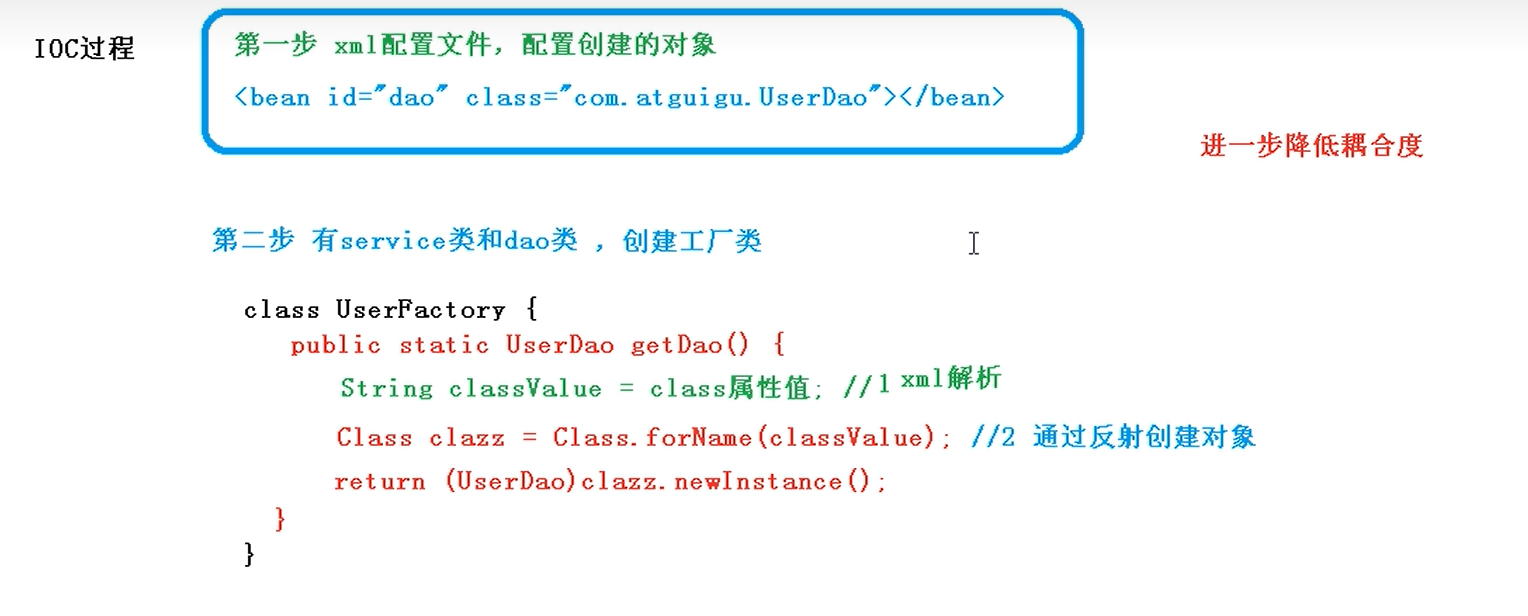 IOC过程
第一步 xml配置文件，配置创建的对象
<bean id="dao" class="com.atguigu.UserDao"></bean>
进一步降低耦合度
第二步 有service类和dao类 ，创建工厂类
class UserFactory {
public static UserDao getDao() {
String classValue = class属性值; //1 xml解析
Class clazz = Class.forName(classValue); //2 通过反射创建对象
return (UserDao)clazz.newInstance();
}
}